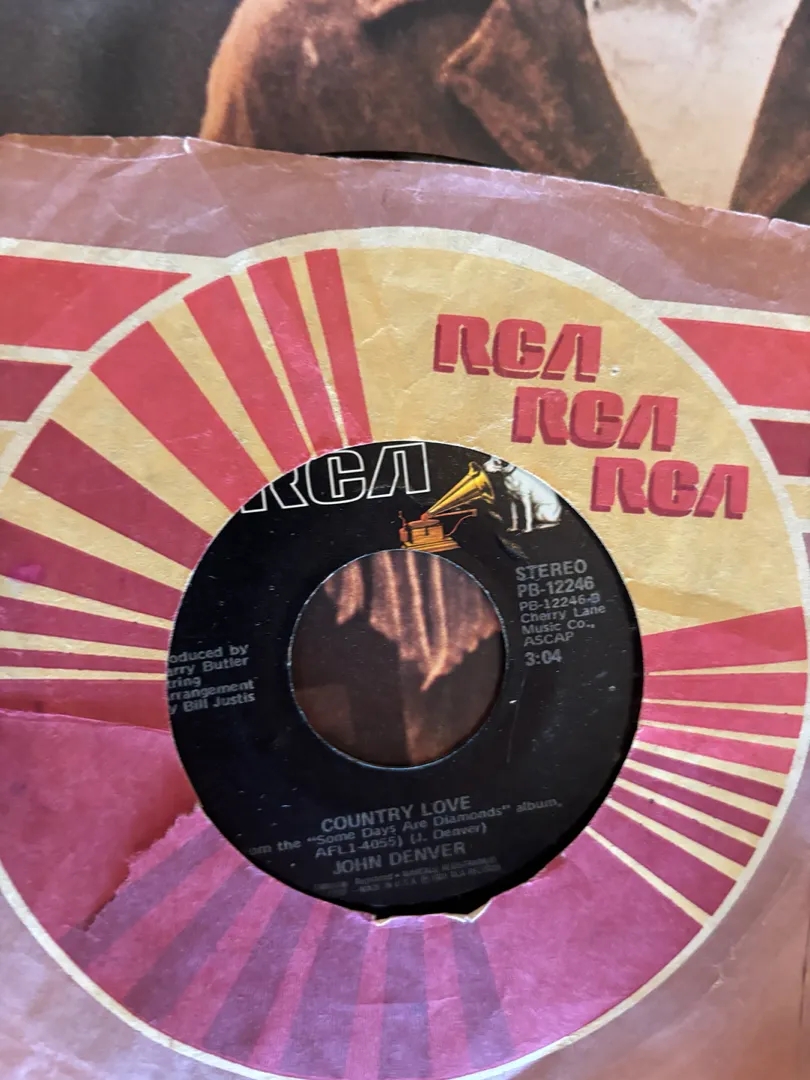 RCA
RCA
RCA
RCA
STEREO
PB-12246
PB-12246-B
Cherry Lane
Music Co.,
ASCAP
3:04
oduced by
arry Butler
tring
rrangement
y Bill Justis
COUNTRY LOVE
om the "Some Days Are Diamonds" album,
AFL1-4055) (J. Denver)
JOHN DENVER